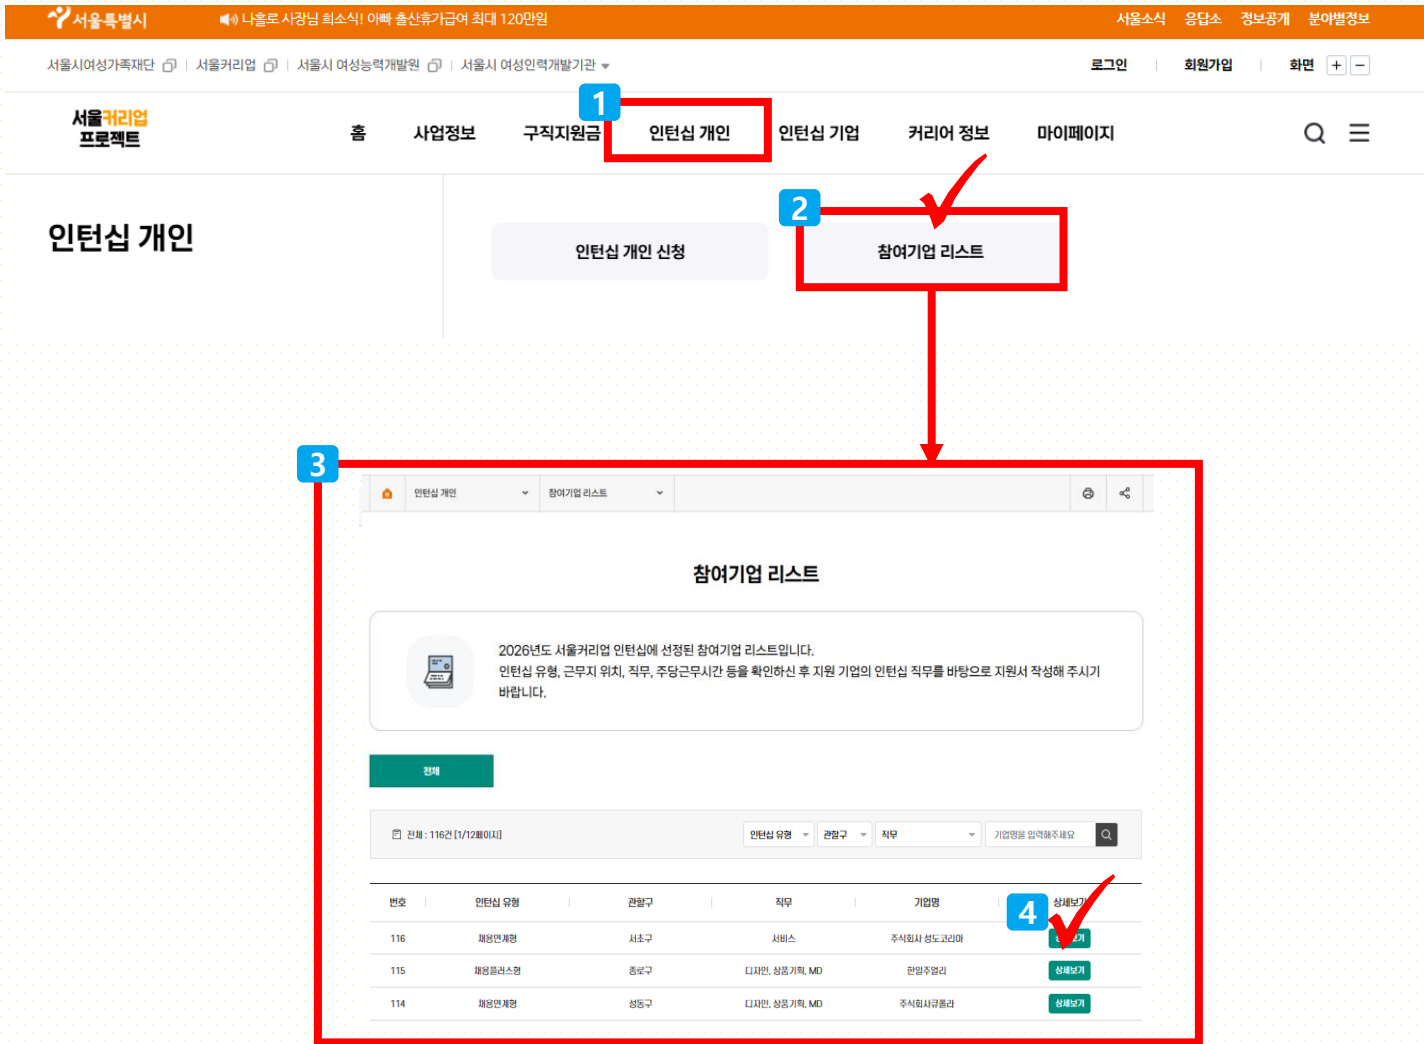 서울특별시
나홀로 사장님 희소식! 아빠 출산휴가급여 최대 120만원
서울소식 응답소 정보공개 분야별정보
서울시여성가족재단 서울커리업 서울시 여성능력개발원 서울시 여성인력개발기관
로그인 회원가입 화면 + -
서울커리업
프로젝트
홈 사업정보 구직지원금 인턴십 개인 인턴십 기업 커리어 정보 마이페이지
1
2
인턴십 개인
인턴십 개인 신청
참여기업 리스트
3
인턴십 개인 참여기업 리스트
참여기업 리스트
2026년도 서울커리업 인턴십에 선정된 참여기업 리스트입니다.
인턴십 유형, 근무지 위치, 직무, 주당근무시간 등을 확인하신 후 지원 기업의 인턴십 직무를 바탕으로 지원서 작성해 주시기
바랍니다.
전체
전체 : 116건 [1/12페이지]
인턴십 유형 관할구 직무 기업명을 입력해주세요
번호 인턴십 유형 관할구 직무 기업명 상세보기
4
116 채용연계형 서초구 서비스 주식회사 성도코리아
115 채용플러스형 종로구 디자인, 상품기획, MD 한일주얼리 상세보기
114 채용연계형 성동구 디자인, 상품기획, MD 주식회사큐폴라 상세보기